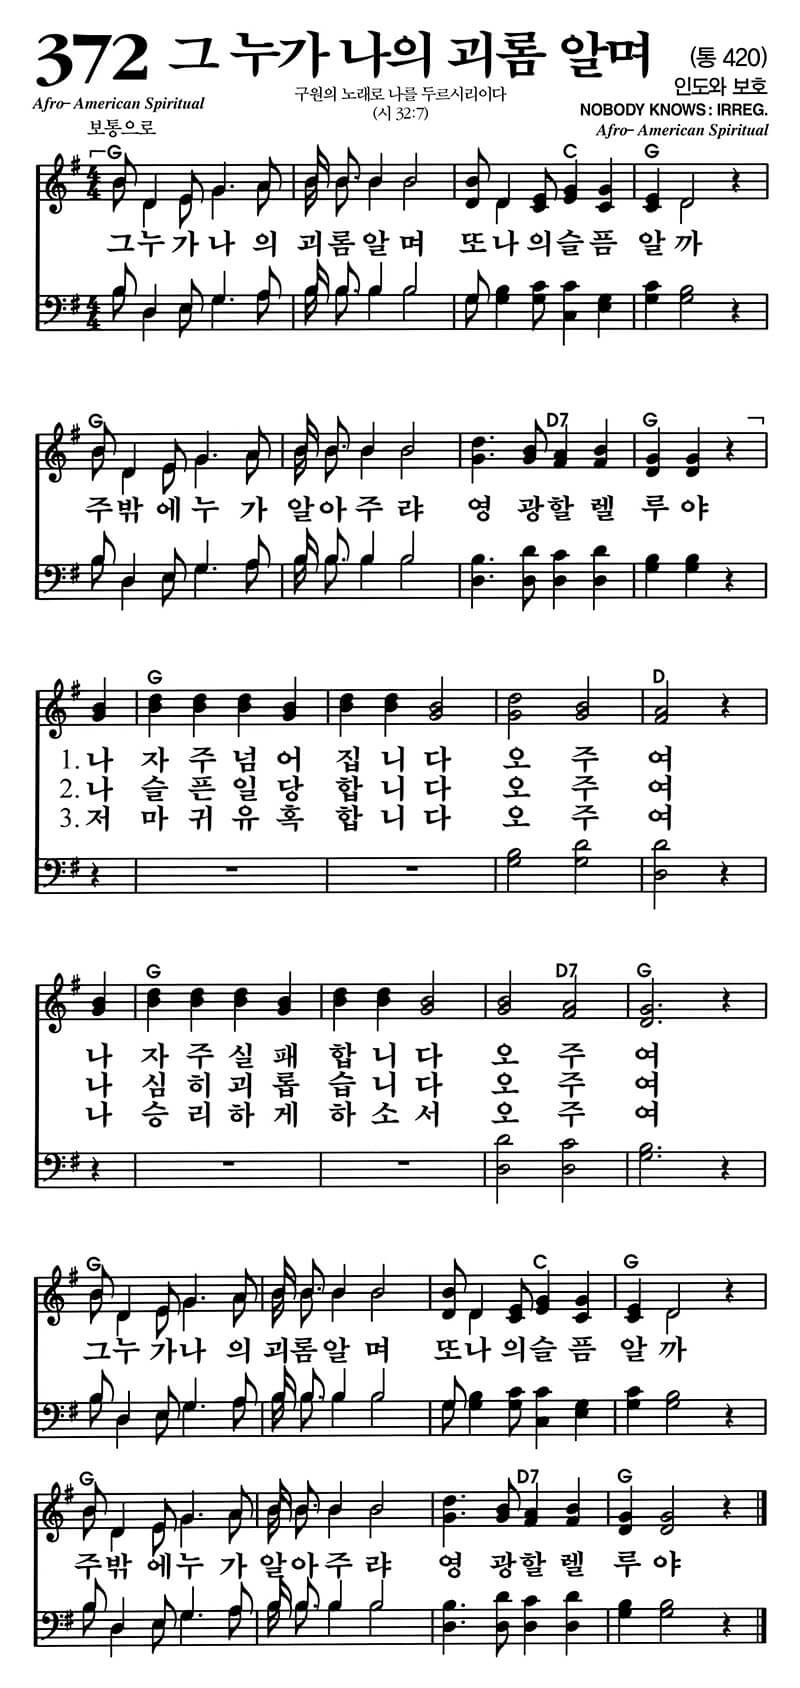 372 그 누가 나의 괴롬 알며 (통 420)
구원의 노래로 나를 두르시리이다 인도와 보호
Afro-American Spiritual (시 32:7) NOBODY KNOWS: IRREG.
보통으로 Afro-American Spiritual
G C G
그누가나 의 괴롬알며 또나의슬픔 알까
G D7 G
주밖에누 가 알아주랴 영 광할렐 루야
G D
1. 나 자주넘어 집니다 오 주 여
2. 나 슬픈일당 합니다 오 주 여
3. 저 마귀유혹 합니다 오 주 여
G D7 G
나 자주실패 합니다 오 주 여
나 심히괴롭 습니다 오 주 여
나 승리하게 하소서 오 주 여
G C G
그누 가나 의 괴롬알며 또나 의슬픔 알까
G D7 G
주밖 에누 가 알아주랴 영 광할렐 루야